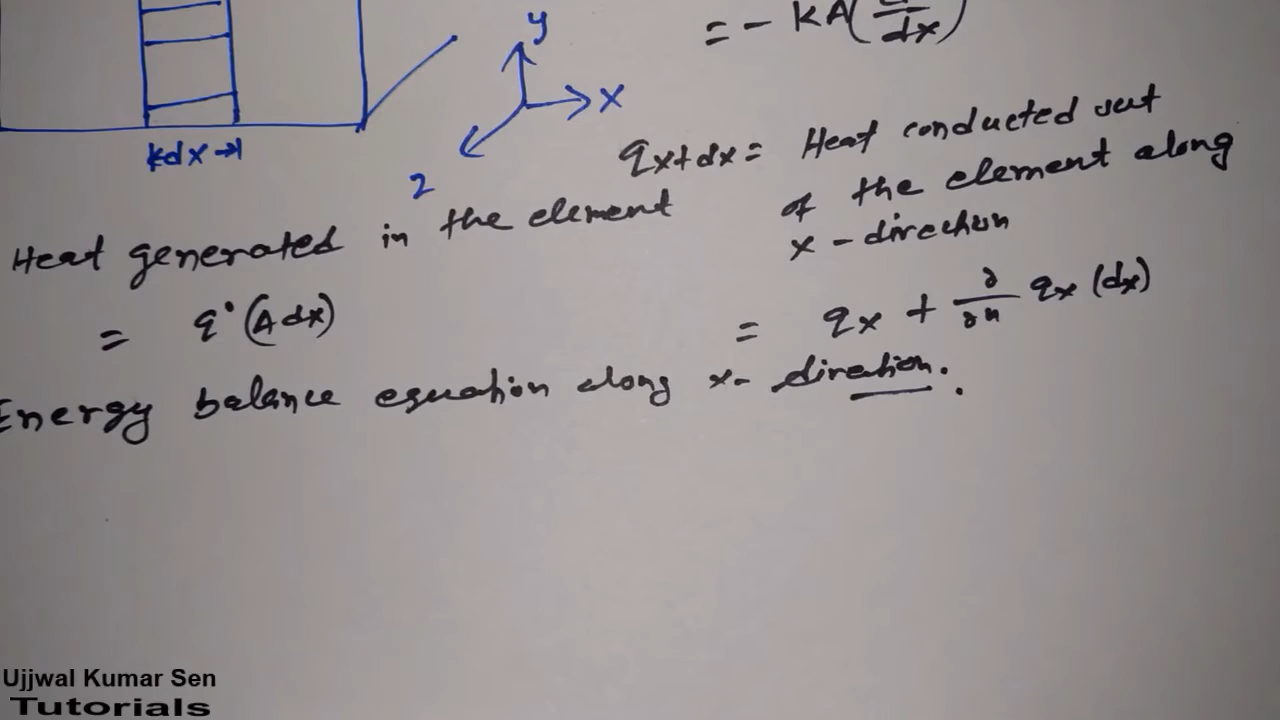 y
= - KA(
dx
)
x
z
kdx→|
qx+dx = Heat conducted out
of the element along
x - direction
Heat generated in the element
= q˙ (A dx)
= qx + ∂/∂x qx (dx)
Energy balance equation along x- direction.
Ujjwal Kumar Sen
Tutorials